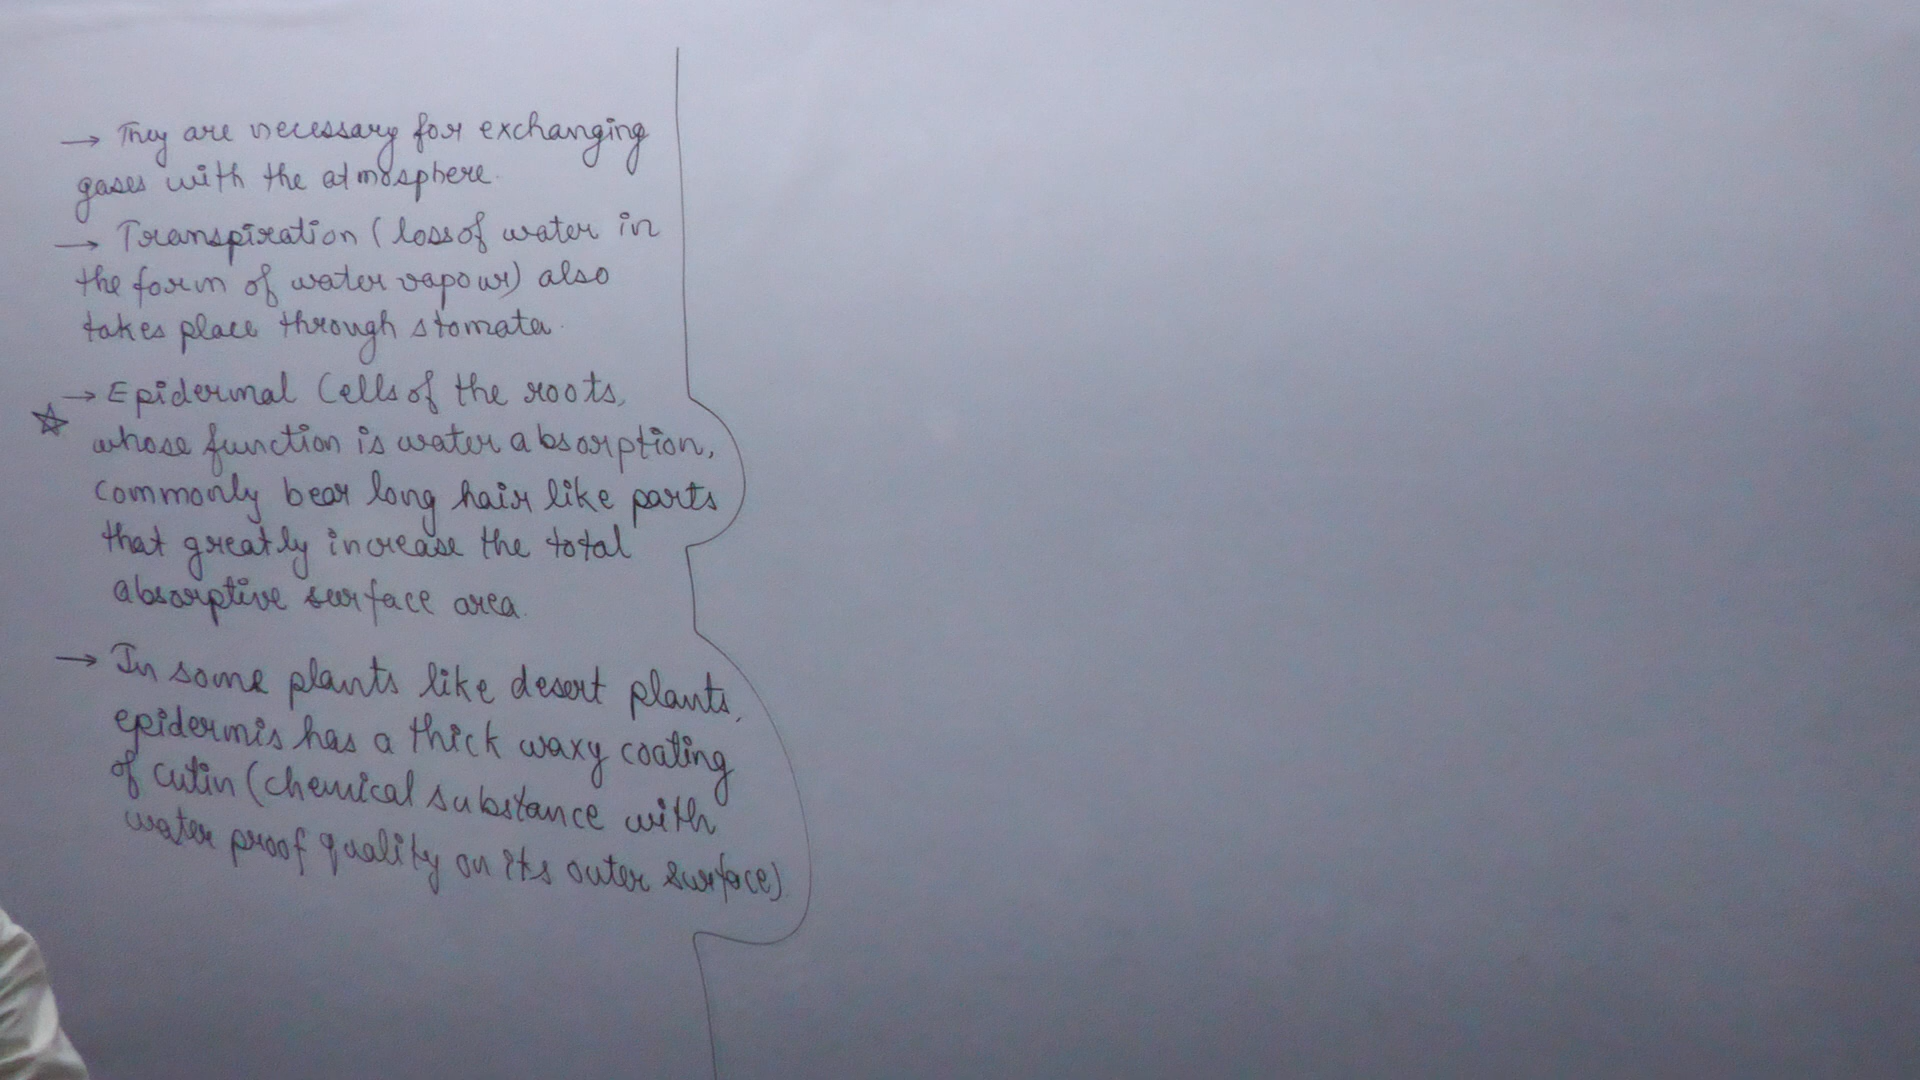 → They are necessary for exchanging
gases with the atmosphere.
→ Transpiration (loss of water in
the form of water vapour) also
takes place through stomata.
→ Epidermal Cells of the roots,
whose function is water absorption,
commonly bear long hair like parts
that greatly increase the total
absorptive surface area.
→ In some plants like desert plants,
epidermis has a thick waxy coating
of cutin (chemical substance with
water proof quality on its outer surface)